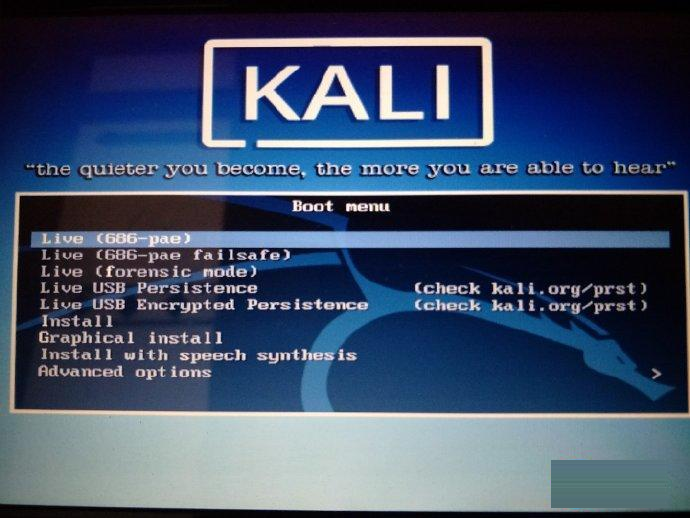 KALI
"the quieter you become, the more you are able to hear"
Boot menu
Live (686-pae)
Live (686-pae failsafe)
Live (forensic mode)
Live USB Persistence (check kali.org/prst)
Live USB Encrypted Persistence (check kali.org/prst)
Install
Graphical install
Install with speech synthesis
Advanced options >